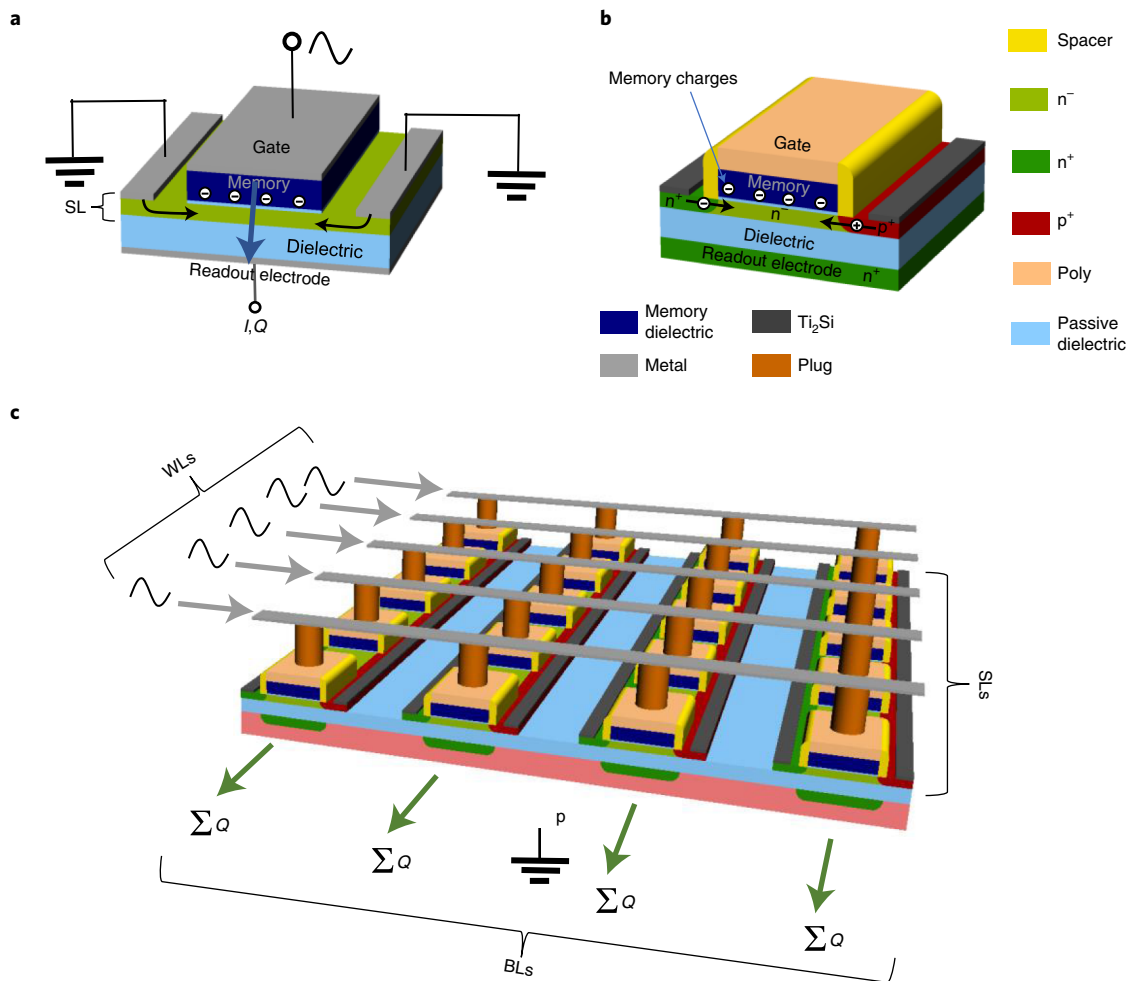 a
Gate
Memory
SL
Dielectric
Readout electrode
I,Q
b
Memory charges
Gate
Memory
n⁺
n⁻
p⁺
Dielectric
Readout electrode
n⁺
Spacer
n⁻
n⁺
p⁺
Poly
Passive
dielectric
Memory
dielectric
Ti₂Si
Metal
Plug
c
WLs
SLs
p
ΣQ
ΣQ
ΣQ
ΣQ
BLs